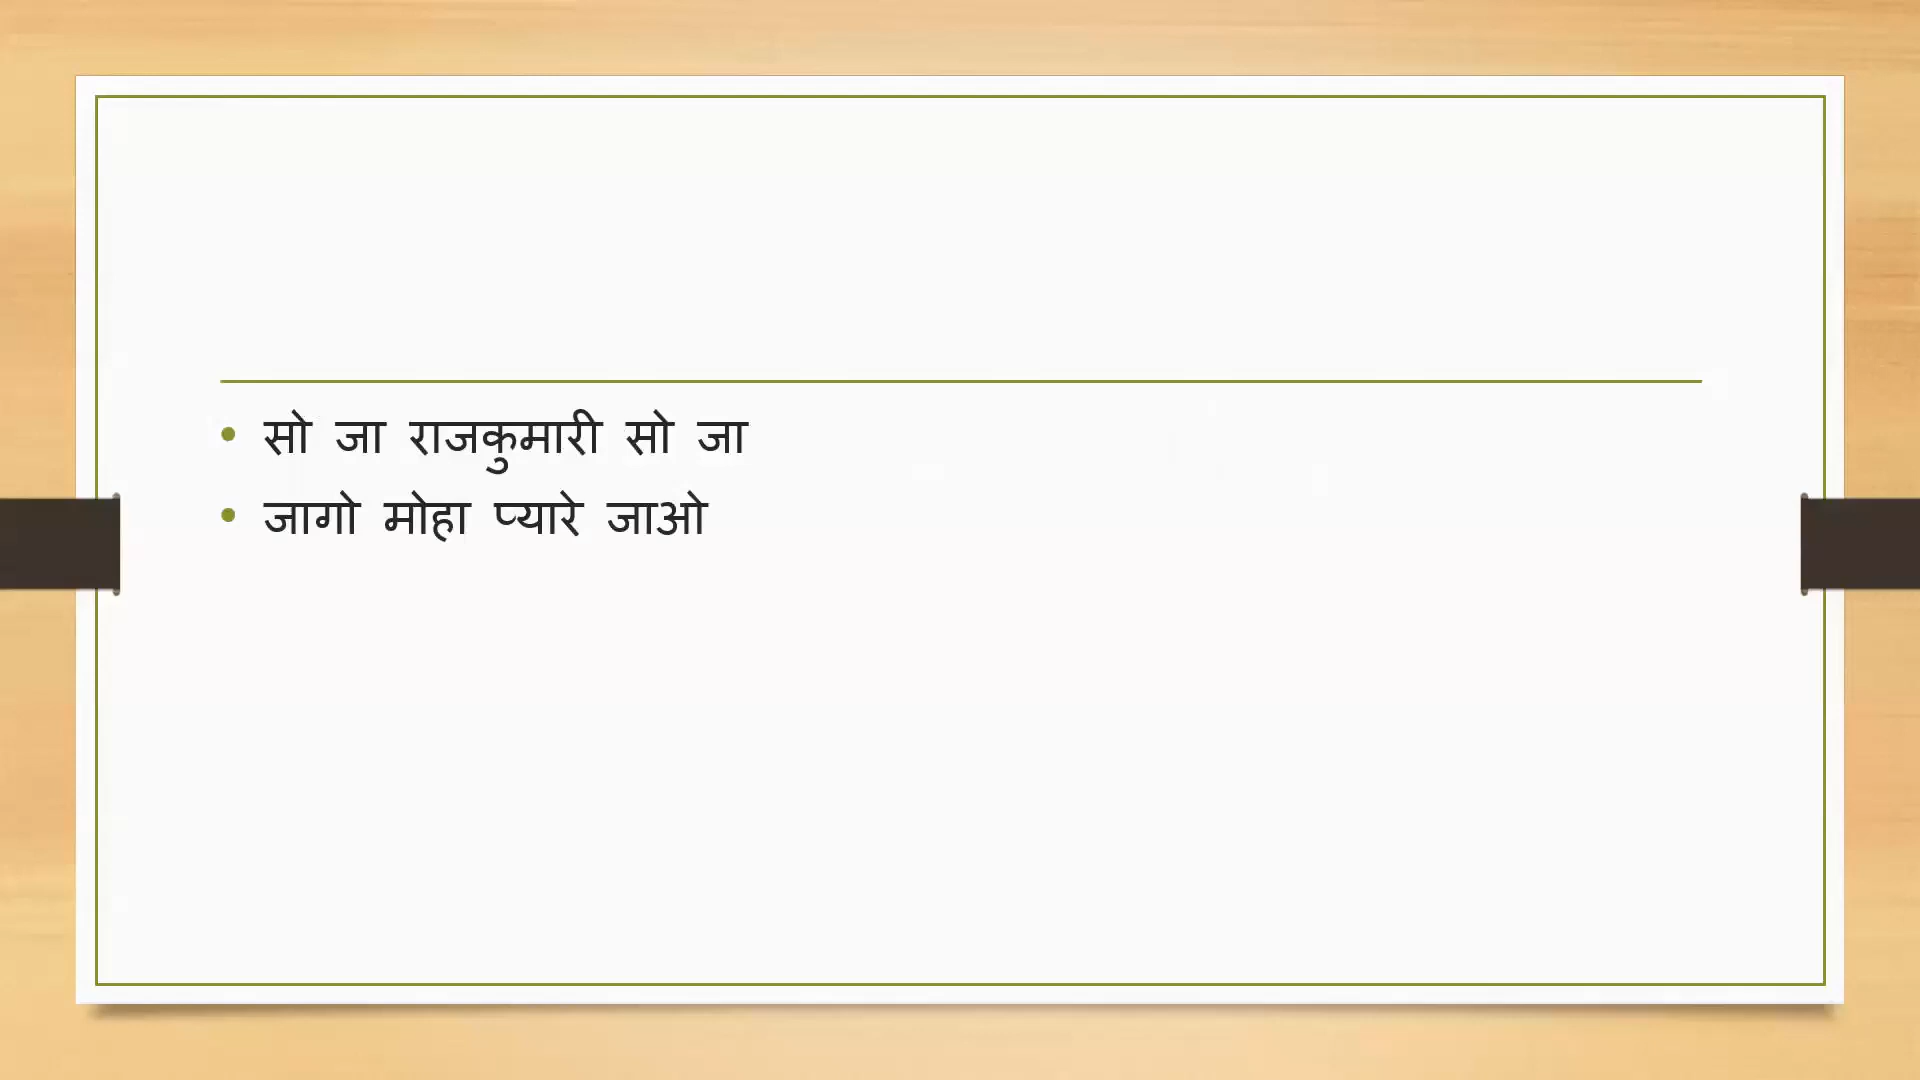 सो जा राजकुमारी सो जा
जागो मोहा प्यारे जाओ